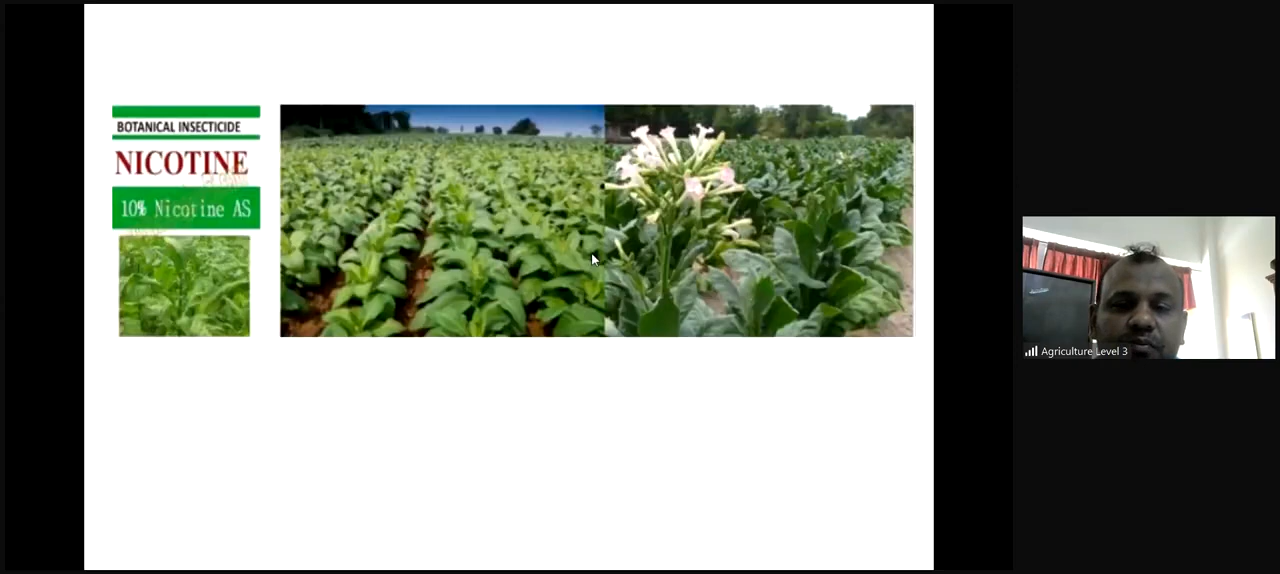 BOTANICAL INSECTICIDE
NICOTINE
10% Nicotine AS
Agriculture Level 3